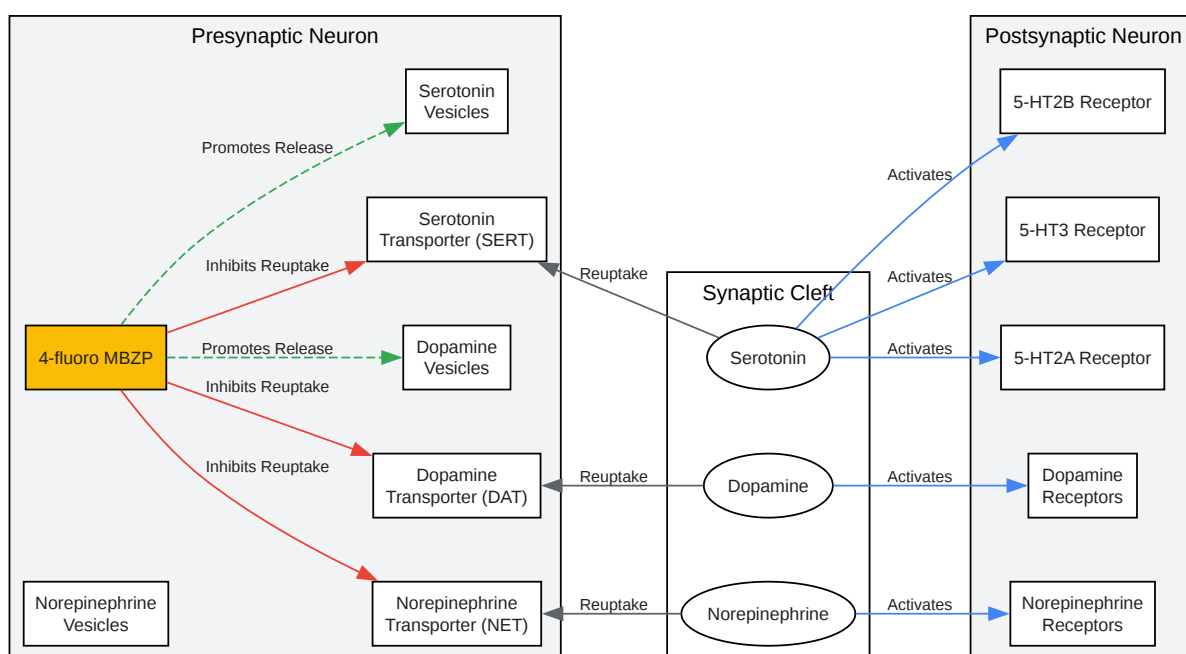 Presynaptic Neuron
Serotonin
Vesicles
Promotes Release
Serotonin
Transporter (SERT)
Inhibits Reuptake
4-fluoro MBZP
Promotes Release
Dopamine
Vesicles
Inhibits Reuptake
Inhibits Reuptake
Dopamine
Transporter (DAT)
Norepinephrine
Vesicles
Norepinephrine
Transporter (NET)
Reuptake
Reuptake
Reuptake
Synaptic Cleft
Serotonin
Dopamine
Norepinephrine
Activates
Activates
Activates
Activates
Activates
Postsynaptic Neuron
5-HT2B Receptor
5-HT3 Receptor
5-HT2A Receptor
Dopamine
Receptors
Norepinephrine
Receptors